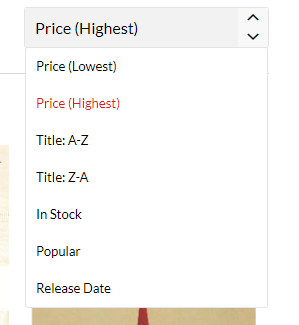 Price (Highest)
Price (Lowest)
Price (Highest)
Title: A-Z
Title: Z-A
In Stock
Popular
Release Date